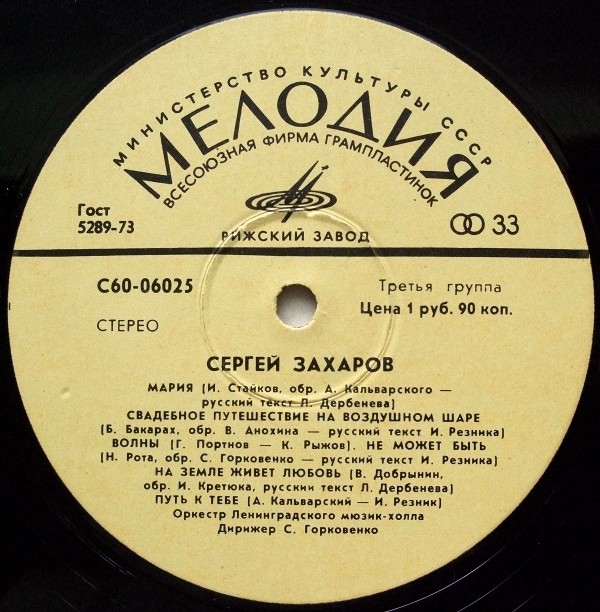 МИНИСТЕРСТВО КУЛЬТУРЫ СССР
МЕЛОДИЯ
ВСЕСОЮЗНАЯ ФИРМА ГРАМПЛАСТИНОК
Гост
5289-73
33
РИЖСКИЙ ЗАВОД
С60-06025
Третья группа
Цена 1 руб. 90 коп.
СТЕРЕО
СЕРГЕЙ ЗАХАРОВ
МАРИЯ (И. Стайков, обр. А. Кальварского —
русский текст Л. Дербенева)
СВАДЕБНОЕ ПУТЕШЕСТВИЕ НА ВОЗДУШНОМ ШАРЕ
(Б. Бакарах, обр. В. Анохина — русский текст И. Резника)
ВОЛНЫ (Г. Портнов — К. Рыжов). НЕ МОЖЕТ БЫТЬ
(Н. Рота, обр. С. Горковенко — русский текст И. Резника)
НА ЗЕМЛЕ ЖИВЕТ ЛЮБОВЬ (В. Добрынин,
обр. И. Кретюка, русский текст Л. Дербенева)
ПУТЬ К ТЕБЕ (А. Кальварский — И. Резник)
Оркестр Ленинградского мюзик-холла
Дирижер С. Горковенко